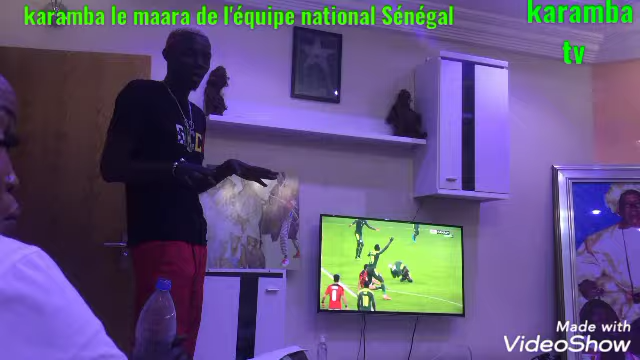 karamba le maara de l'équipe national Sénégal
karamba
tv
Made with
VideoShow